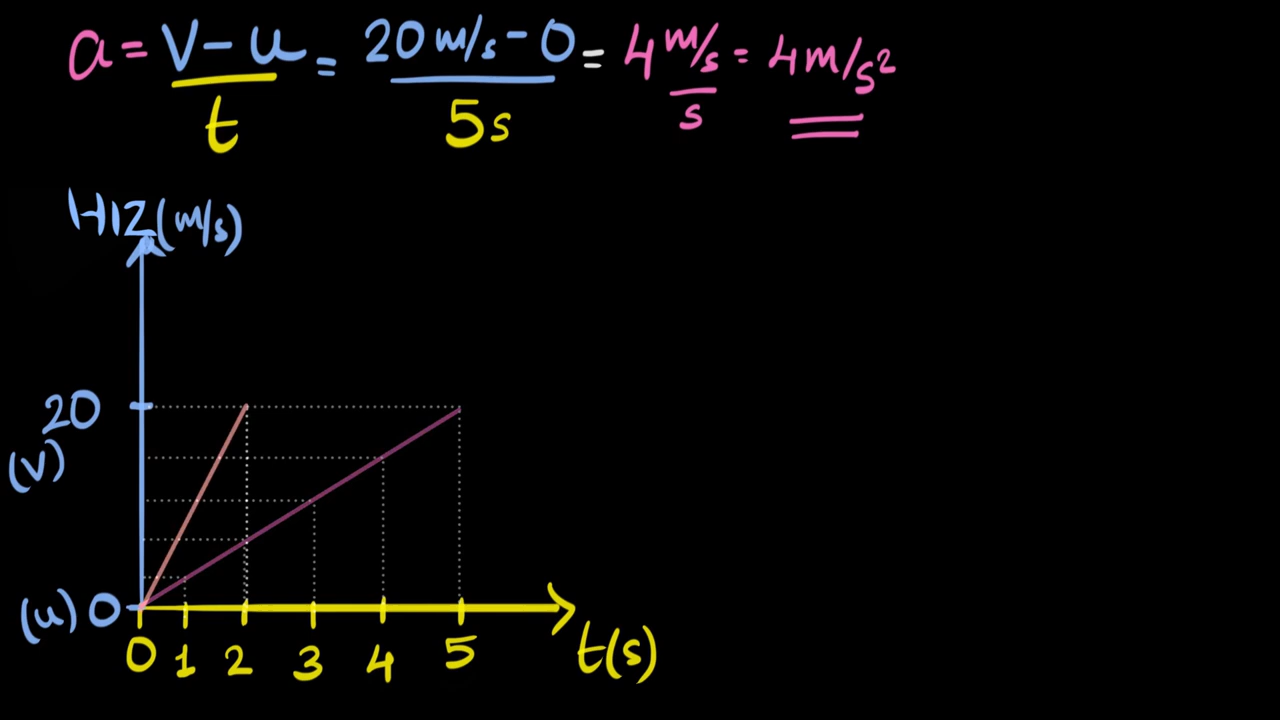 a = v - u / t = 20 m/s - 0 / 5s = 4 m/s / s = 4 m/s²
HIZ (m/s)
20
(v)
(u) 0
0 1 2 3 4 5
t(s)